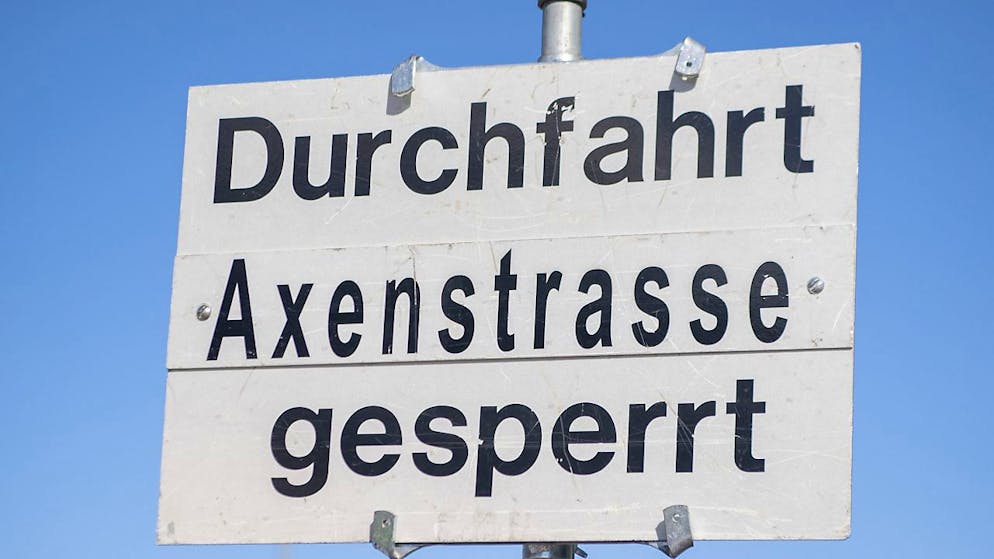 Durchfahrt
Axenstrasse
gesperrt